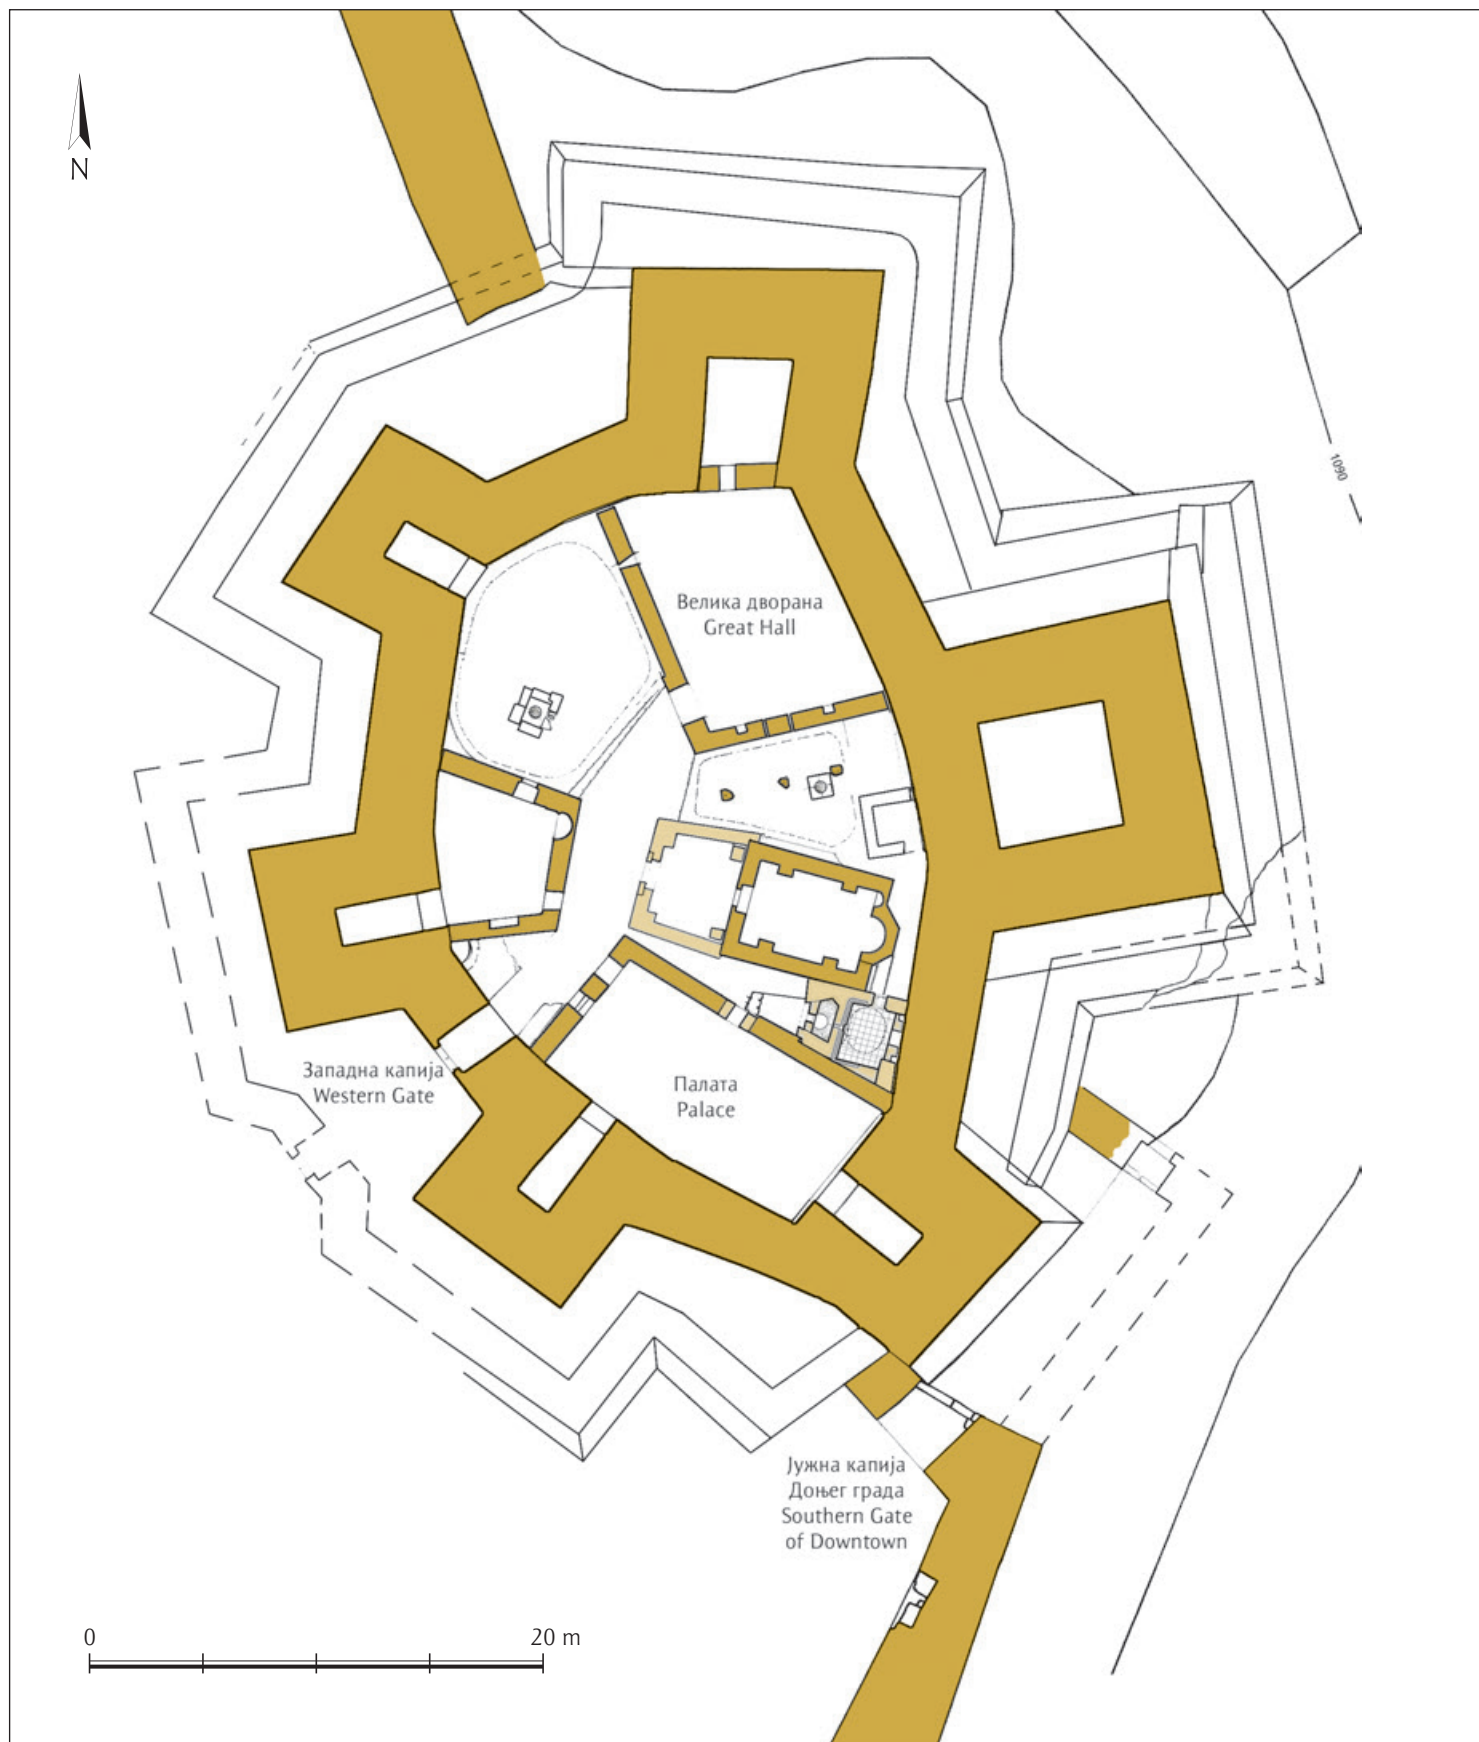 N
1090
Велика дворана
Great Hall
Западна капија
Western Gate
Палата
Palace
Јужна капија
Доњег града
Southern Gate
of Downtown
0 20 m